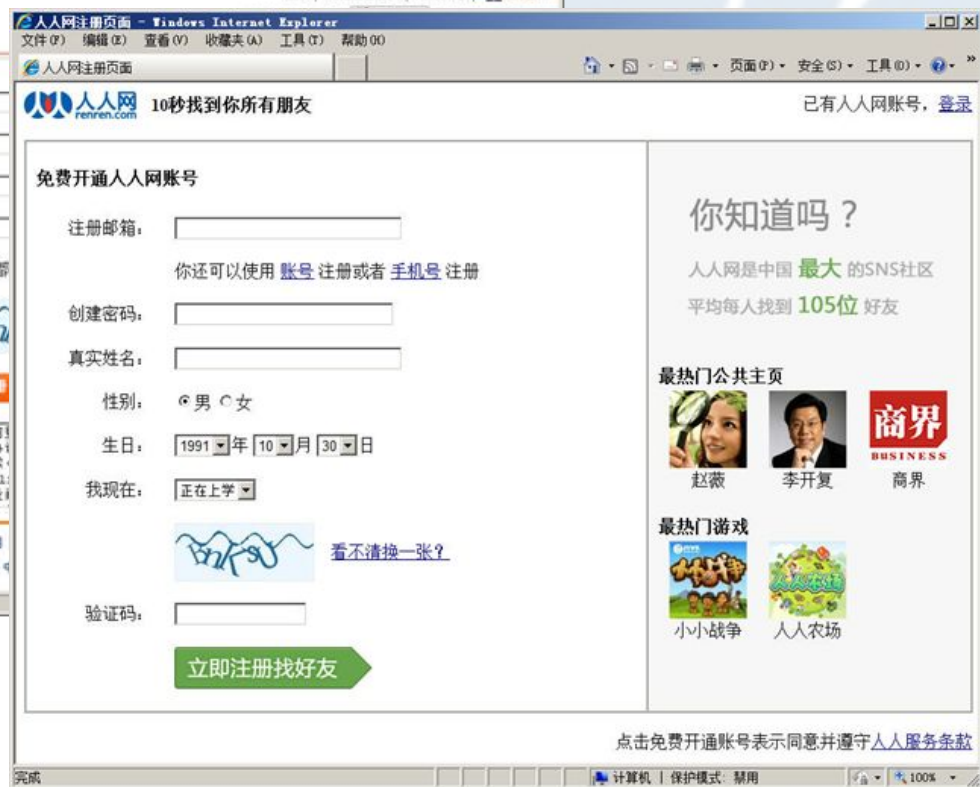 人人网注册页面 - Windows Internet Explorer
文件(F) 编辑(E) 查看(V) 收藏夹(A) 工具(T) 帮助(H)
人人网注册页面
页面(P) 安全(S) 工具(O) »
人人网 renren.com 10秒找到你所有朋友
已有人人网账号，登录
免费开通人人网账号
注册邮箱：
你还可以使用 账号 注册或者 手机号 注册
创建密码：
真实姓名：
性别： 男 女
生日： 1991 年 10 月 30 日
我现在： 正在上学
看不清换一张？
验证码：
立即注册找好友
你知道吗？
人人网是中国 最大 的SNS社区
平均每人找到 105位 好友
最热门公共主页
商界
BUSINESS
赵薇 李开复 商界
最热门游戏
小小战争 人人农场
点击免费开通账号表示同意并遵守人人服务条款
完成
计算机 | 保护模式: 禁用
100%